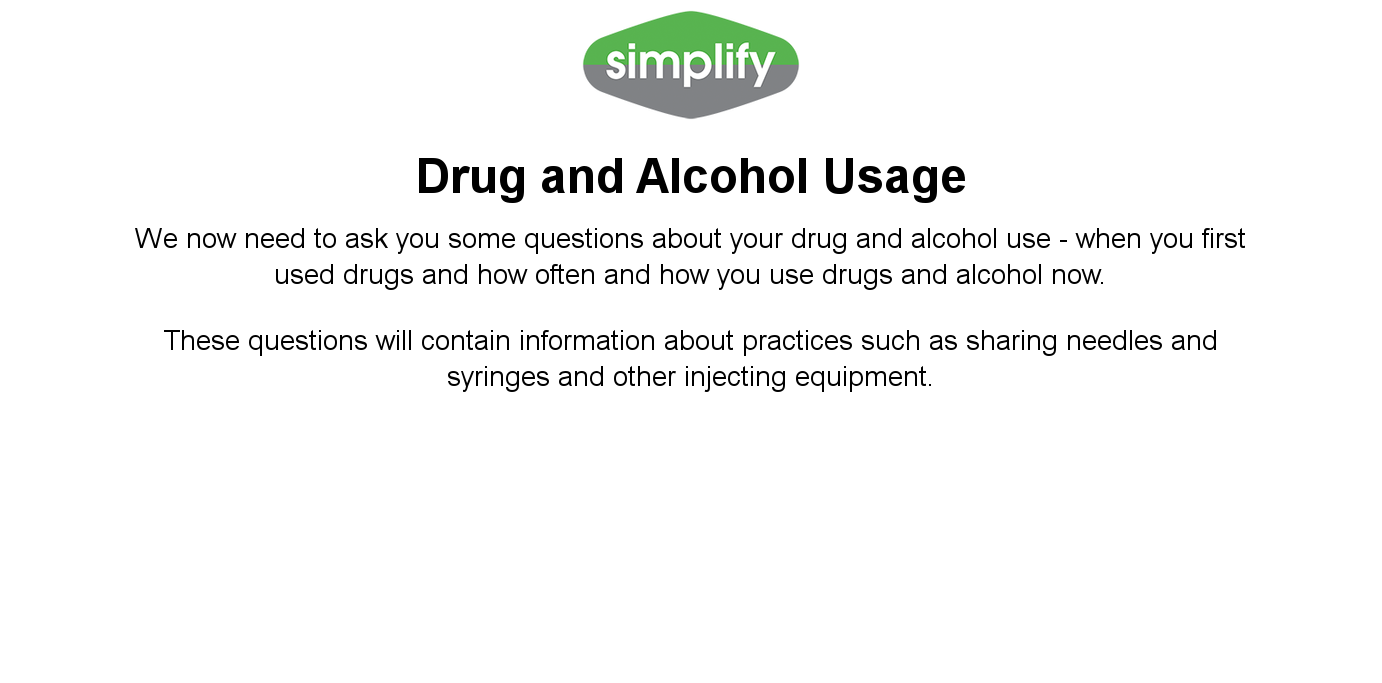 simplify
Drug and Alcohol Usage
We now need to ask you some questions about your drug and alcohol use - when you first
used drugs and how often and how you use drugs and alcohol now.
These questions will contain information about practices such as sharing needles and
syringes and other injecting equipment.